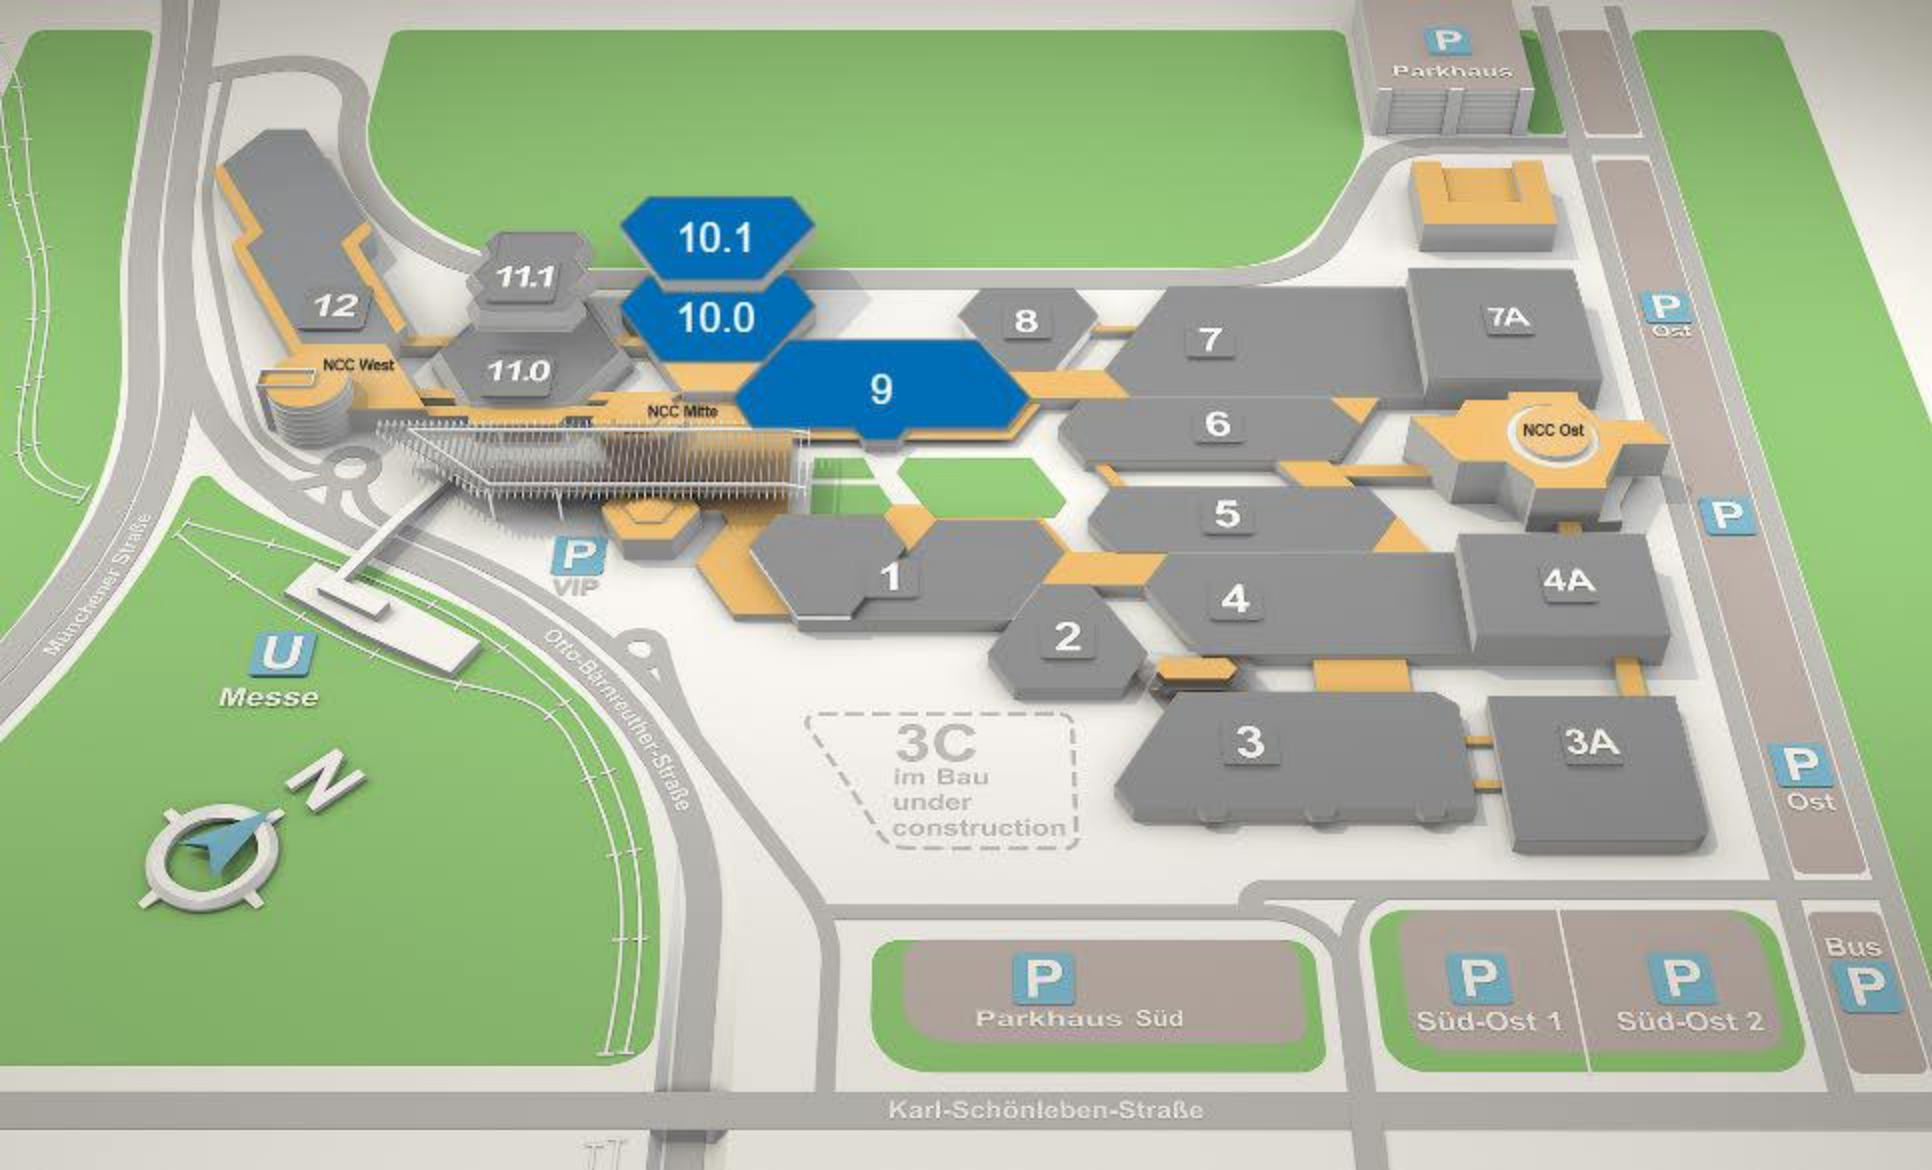 P
Parkhaus
10.1
11.1
12
10.0
8
7
7A
P
Ost
NCC West
11.0
9
NCC Mitte
6
NCC Ost
5
P
P
VIP
1
4
4A
2
Münchener Straße
Otto-Bärnreuther-Straße
U
Messe
N
3C
im Bau
under
construction
3
3A
P
Ost
P
Parkhaus Süd
P
Süd-Ost 1
P
Süd-Ost 2
Bus
P
Karl-Schönleben-Straße